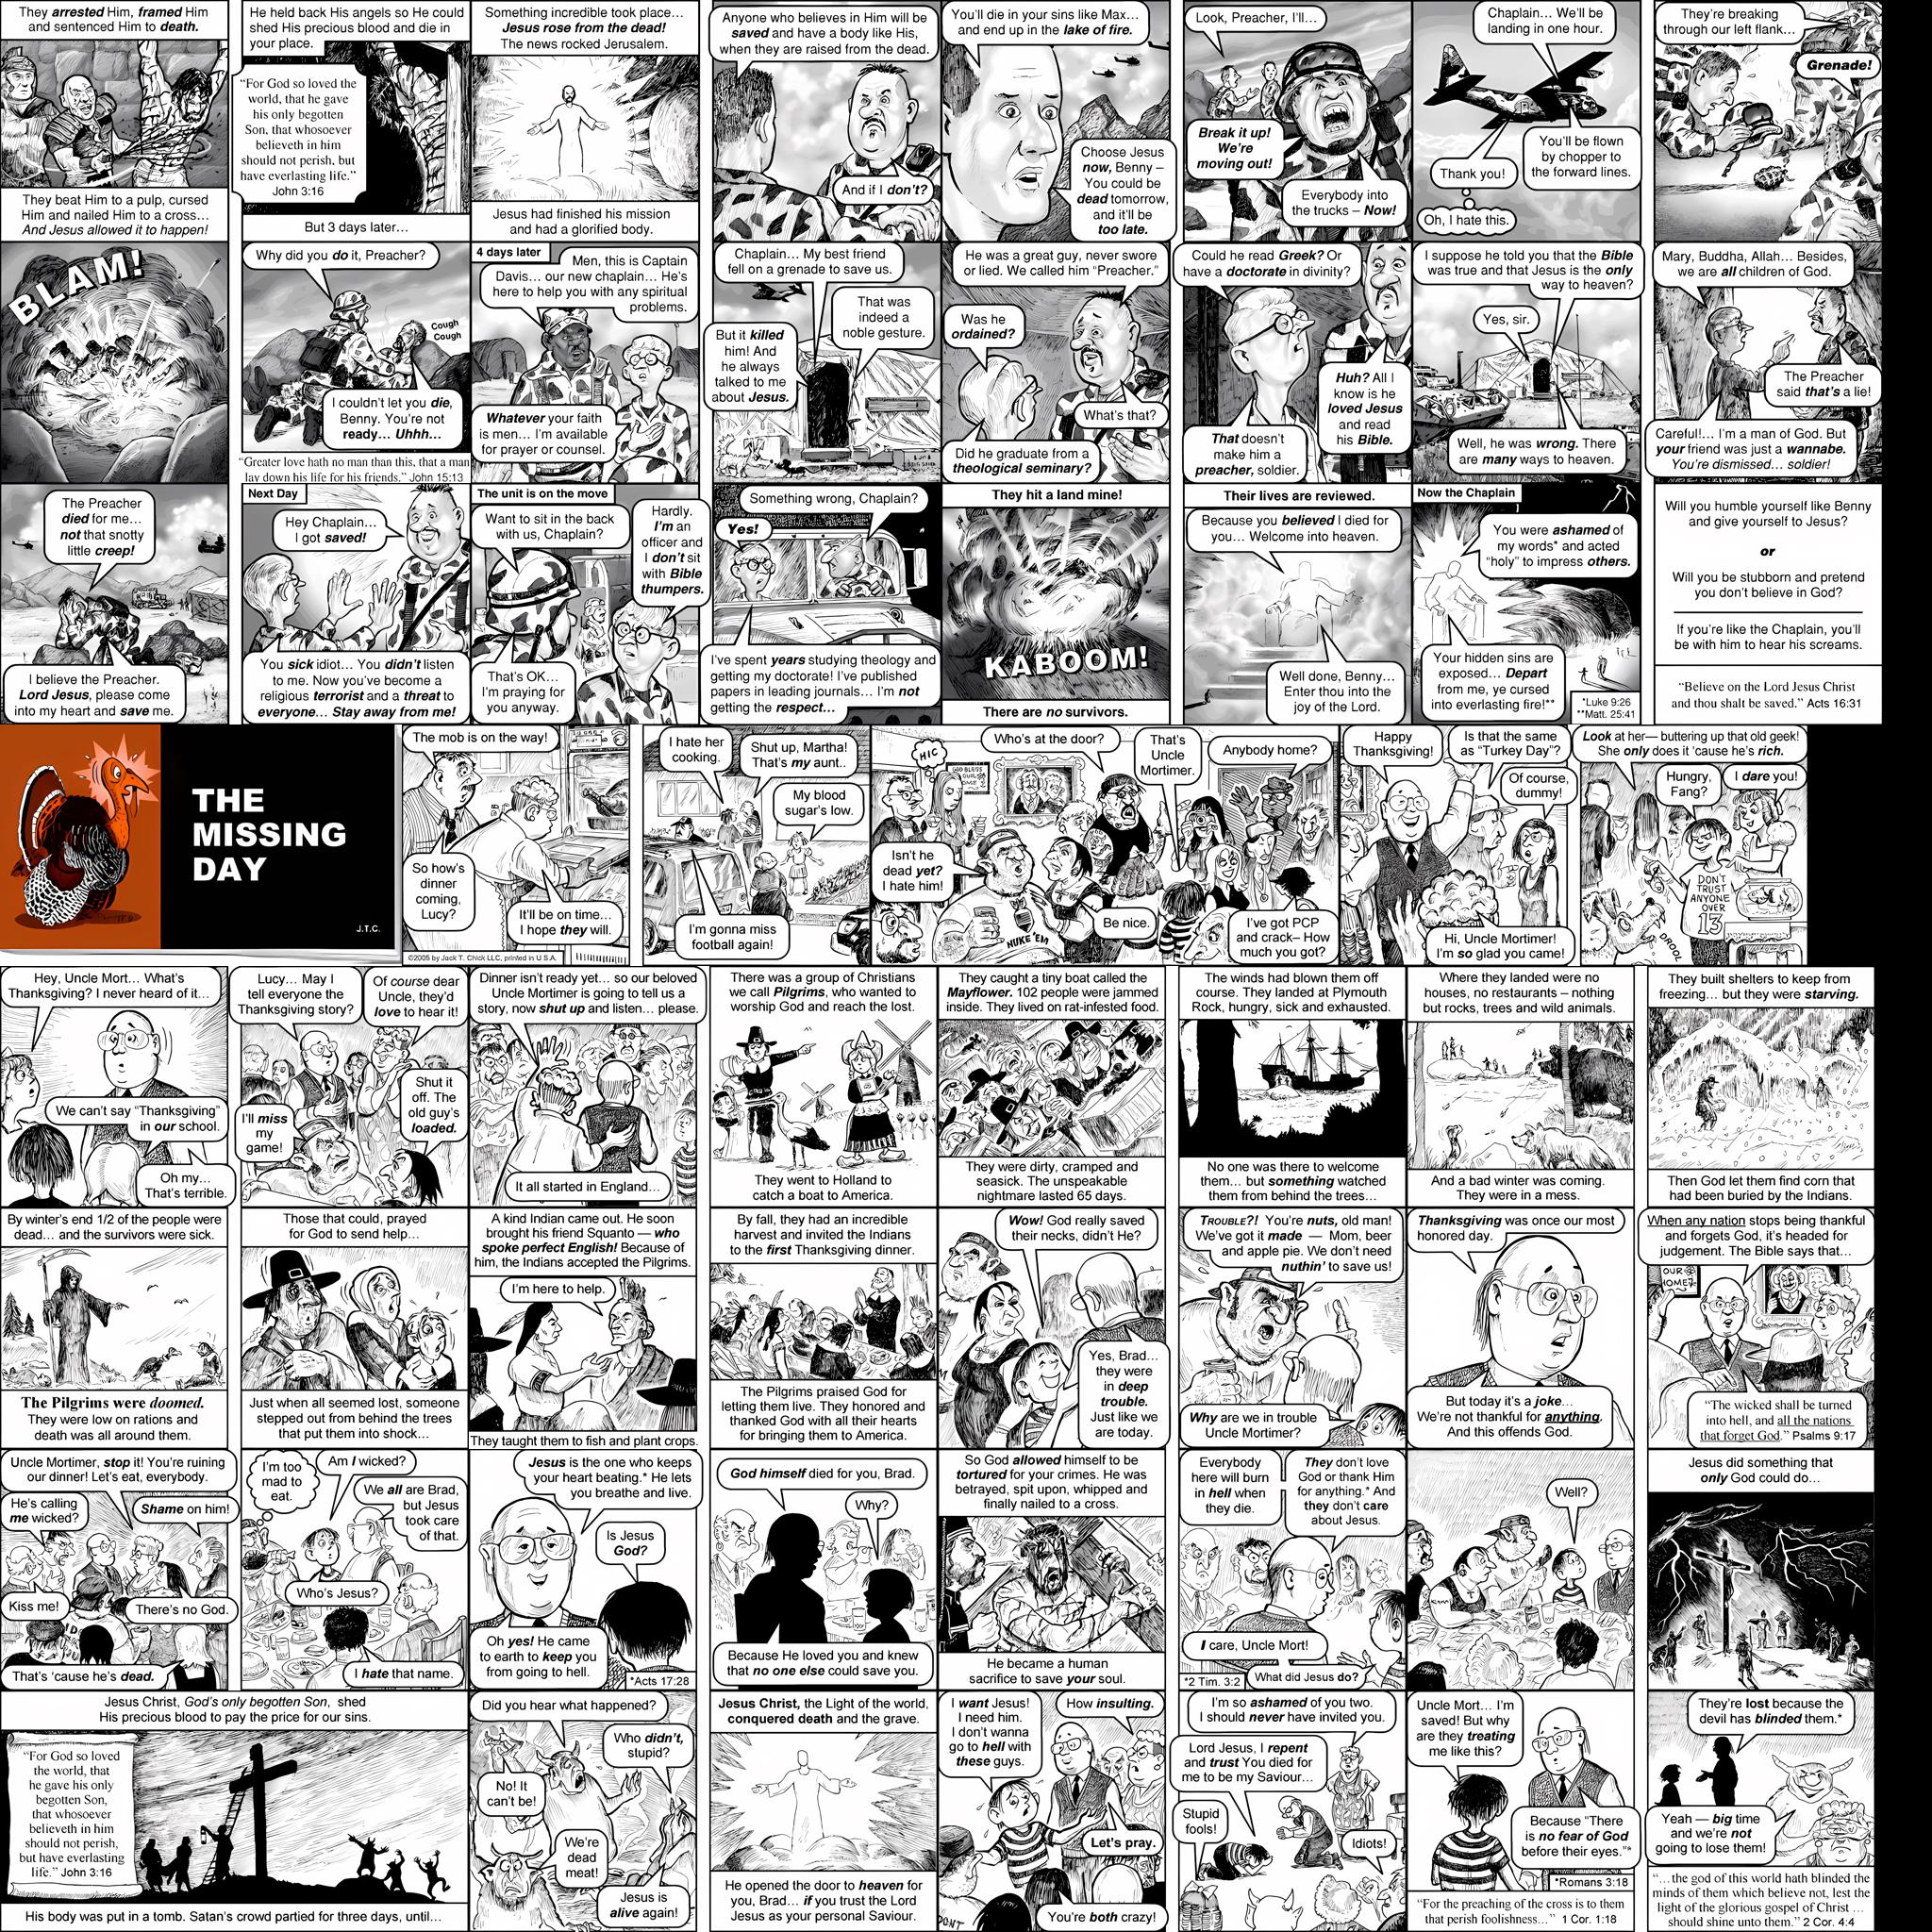 They arrested Him, framed Him
and sentenced Him to death.
They beat Him to a pulp, cursed
Him and nailed Him to a cross...
And Jesus allowed it to happen!
He held back His angels so He could
shed His precious blood and die in
your place.
"For God so loved the
world, that he gave
his only begotten
Son, that whosoever
believeth in him
should not perish, but
have everlasting life."
John 3:16
But 3 days later...
Something incredible took place...
Jesus rose from the dead!
The news rocked Jerusalem.
Jesus had finished his mission
and had a glorified body.
Anyone who believes in Him will be
saved and have a body like His,
when they are raised from the dead.
And if I don't?
You'll die in your sins like Max...
and end up in the lake of fire.
Choose Jesus
now, Benny –
You could be
dead tomorrow,
and it'll be
too late.
Look, Preacher, I'll...
Break it up!
We're
moving out!
Everybody into
the trucks – Now!
Chaplain... We'll be
landing in one hour.
You'll be flown
by chopper to
the forward lines.
Thank you!
Oh, I hate this.
They're breaking
through our left flank...
Grenade!
BLAM!
Why did you do it, Preacher?
Cough
Cough
I couldn't let you die,
Benny. You're not
ready... Uhhh...
"Greater love hath no man than this, that a man
lay down his life for his friends." John 15:13
4 days later
Men, this is Captain
Davis... our new chaplain... He's
here to help you with any spiritual
problems.
Whatever your faith
is men... I'm available
for prayer or counsel.
Chaplain... My best friend
fell on a grenade to save us.
That was
indeed a
noble gesture.
But it killed
him! And
he always
talked to me
about Jesus.
He was a great guy, never swore
or lied. We called him "Preacher."
Was he
ordained?
What's that?
Did he graduate from a
theological seminary?
Could he read Greek? Or
have a doctorate in divinity?
Huh? All I
know is he
loved Jesus
and read
his Bible.
That doesn't
make him a
preacher, soldier.
I suppose he told you that the Bible
was true and that Jesus is the only
way to heaven?
Yes, sir.
Well, he was wrong. There
are many ways to heaven.
Mary, Buddha, Allah... Besides,
we are all children of God.
The Preacher
said that's a lie!
Careful!... I'm a man of God. But
your friend was just a wannabe.
You're dismissed... soldier!
The Preacher
died for me...
not that snotty
little creep!
I believe the Preacher.
Lord Jesus, please come
into my heart and save me.
Next Day
Hey Chaplain...
I got saved!
You sick idiot... You didn't listen
to me. Now you've become a
religious terrorist and a threat to
everyone... Stay away from me!
The unit is on the move
Want to sit in the back
with us, Chaplain?
Hardly.
I'm an
officer and
I don't sit
with Bible
thumpers.
That's OK...
I'm praying for
you anyway.
Something wrong, Chaplain?
Yes!
I've spent years studying theology and
getting my doctorate! I've published
papers in leading journals... I'm not
getting the respect...
They hit a land mine!
KABOOM!
There are no survivors.
Their lives are reviewed.
Because you believed I died for
you... Welcome into heaven.
Well done, Benny...
Enter thou into the
joy of the Lord.
Now the Chaplain
You were ashamed of
my words* and acted
"holy" to impress others.
Your hidden sins are
exposed... Depart
from me, ye cursed
into everlasting fire!**
*Luke 9:26
**Matt. 25:41
Will you humble yourself like Benny
and give yourself to Jesus?
or
Will you be stubborn and pretend
you don't believe in God?
If you're like the Chaplain, you'll
be with him to hear his screams.
"Believe on the Lord Jesus Christ
and thou shalt be saved." Acts 16:31
THE
MISSING
DAY
J.T.C.
The mob is on the way!
So how's
dinner
coming,
Lucy?
It'll be on time...
I hope they will.
©2005 by Jack T. Chick LLC, printed in U.S.A.
I hate her
cooking.
Shut up, Martha!
That's my aunt..
My blood
sugar's low.
I'm gonna miss
football again!
HIC
GOD BLESS
OUR
Who's at the door?
That's
Uncle
Mortimer.
Isn't he
dead yet?
I hate him!
Be nice.
NUKE 'EM
Anybody home?
I've got PCP
and crack– How
much you got?
Happy
Thanksgiving!
Is that the same
as "Turkey Day"?
Of course,
dummy!
Hi, Uncle Mortimer!
I'm so glad you came!
Look at her— buttering up that old geek!
She only does it 'cause he's rich.
Hungry,
Fang?
I dare you!
DON'T
TRUST
ANYONE
OVER
13
DROOL
Hey, Uncle Mort... What's
Thanksgiving? I never heard of it...
We can't say "Thanksgiving"
in our school.
Oh my...
That's terrible.
Lucy... May I
tell everyone the
Thanksgiving story?
Of course dear
Uncle, they'd
love to hear it!
I'll miss
my
game!
Shut it
off. The
old guy's
loaded.
Dinner isn't ready yet... so our beloved
Uncle Mortimer is going to tell us a
story, now shut up and listen... please.
It all started in England...
There was a group of Christians
we call Pilgrims, who wanted to
worship God and reach the lost.
They went to Holland to
catch a boat to America.
They caught a tiny boat called the
Mayflower. 102 people were jammed
inside. They lived on rat-infested food.
They were dirty, cramped and
seasick. The unspeakable
nightmare lasted 65 days.
The winds had blown them off
course. They landed at Plymouth
Rock, hungry, sick and exhausted.
No one was there to welcome
them... but something watched
them from behind the trees...
Where they landed were no
houses, no restaurants – nothing
but rocks, trees and wild animals.
And a bad winter was coming.
They were in a mess.
They built shelters to keep from
freezing... but they were starving.
Then God let them find corn that
had been buried by the Indians.
By winter's end 1/2 of the people were
dead... and the survivors were sick.
The Pilgrims were doomed.
They were low on rations and
death was all around them.
Those that could, prayed
for God to send help...
Just when all seemed lost, someone
stepped out from behind the trees
that put them into shock...
A kind Indian came out. He soon
brought his friend Squanto — who
spoke perfect English! Because of
him, the Indians accepted the Pilgrims.
I'm here to help.
They taught them to fish and plant crops.
By fall, they had an incredible
harvest and invited the Indians
to the first Thanksgiving dinner.
The Pilgrims praised God for
letting them live. They honored and
thanked God with all their hearts
for bringing them to America.
Wow! God really saved
their necks, didn't He?
Yes, Brad...
they were
in deep
trouble.
Just like we
are today.
TROUBLE?! You're nuts, old man!
We've got it made — Mom, beer
and apple pie. We don't need
nuthin' to save us!
Why are we in trouble
Uncle Mortimer?
Thanksgiving was once our most
honored day.
But today it's a joke...
We're not thankful for anything.
And this offends God.
When any nation stops being thankful
and forgets God, it's headed for
judgement. The Bible says that...
OUR
HOME
"The wicked shall be turned
into hell, and all the nations
that forget God." Psalms 9:17
Uncle Mortimer, stop it! You're ruining
our dinner! Let's eat, everybody.
He's calling
me wicked?
Shame on him!
Kiss me!
There's no God.
That's 'cause he's dead.
I'm too
mad to
eat.
Am I wicked?
We all are Brad,
but Jesus
took care
of that.
Who's Jesus?
I hate that name.
Jesus is the one who keeps
your heart beating.* He lets
you breathe and live.
Is Jesus
God?
Oh yes! He came
to earth to keep you
from going to hell.
*Acts 17:28
God himself died for you, Brad.
Why?
Because He loved you and knew
that no one else could save you.
So God allowed himself to be
tortured for your crimes. He was
betrayed, spit upon, whipped and
finally nailed to a cross.
He became a human
sacrifice to save your soul.
Everybody
here will burn
in hell when
they die.
They don't love
God or thank Him
for anything.* And
they don't care
about Jesus.
I care, Uncle Mort!
What did Jesus do?
*2 Tim. 3:2
Well?
Jesus did something that
only God could do...
Jesus Christ, God's only begotten Son, shed
His precious blood to pay the price for our sins.
"For God so loved
the world, that
he gave his only
begotten Son,
that whosoever
believeth in him
should not perish,
but have everlasting
life." John 3:16
His body was put in a tomb. Satan's crowd partied for three days, until...
Did you hear what happened?
Who didn't,
stupid?
No! It
can't be!
We're
dead
meat!
Jesus is
alive again!
Jesus Christ, the Light of the world,
conquered death and the grave.
He opened the door to heaven for
you, Brad... if you trust the Lord
Jesus as your personal Saviour.
I want Jesus!
I need him.
I don't wanna
go to hell with
these guys.
How insulting.
Let's pray.
You're both crazy!
DON'T
I'm so ashamed of you two.
I should never have invited you.
Lord Jesus, I repent
and trust You died for
me to be my Saviour...
Stupid
fools!
Idiots!
Uncle Mort... I'm
saved! But why
are they treating
me like this?
Because "There
is no fear of God
before their eyes."*
*Romans 3:18
"For the preaching of the cross is to them
that perish foolishness..." 1 Cor. 1:18
They're lost because the
devil has blinded them.*
Yeah — big time
and we're not
going to lose them!
"...the god of this world hath blinded the
minds of them which believe not, lest the
light of the glorious gospel of Christ ...
should shine unto them." 2 Cor. 4:4